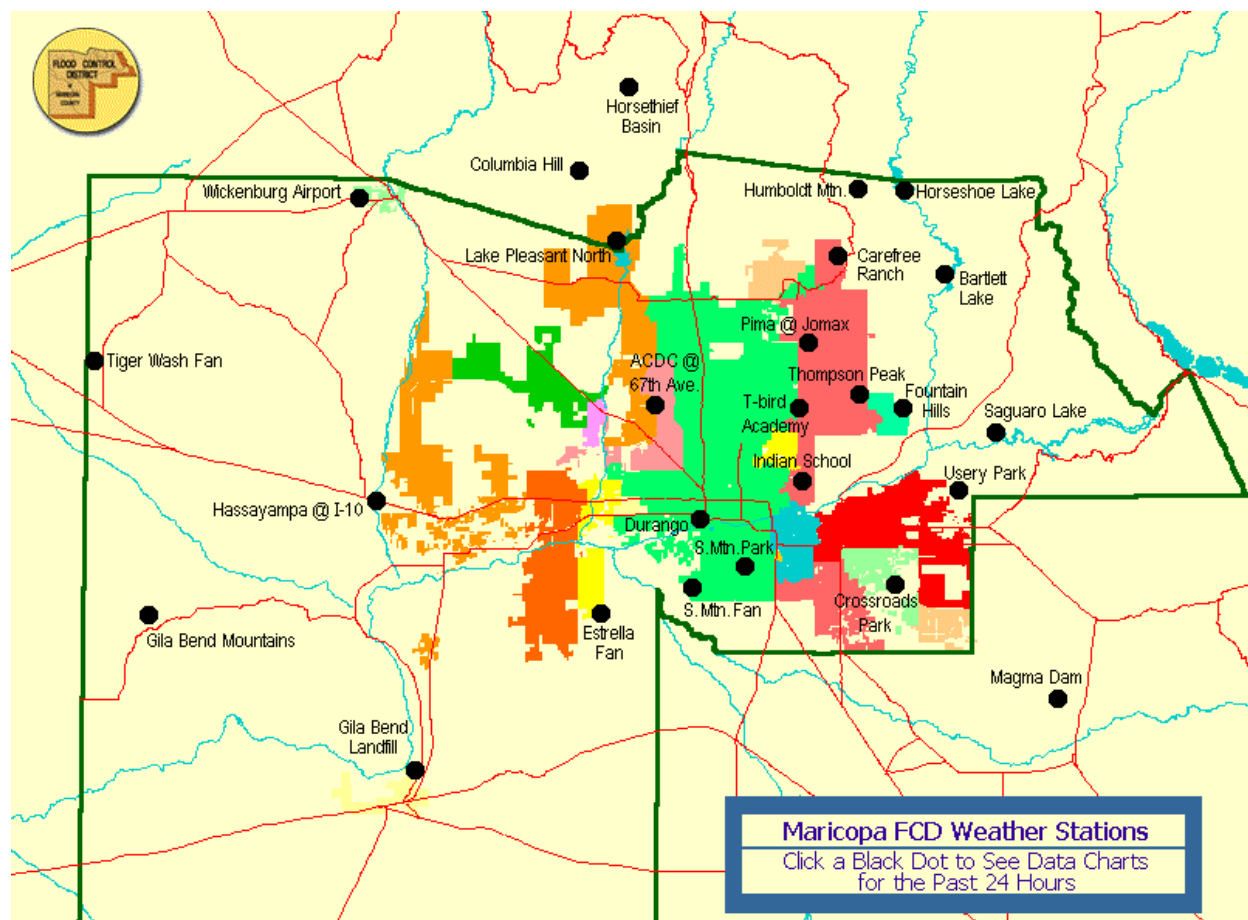 FLOOD CONTROL
DISTRICT
COUNTY
Horsethief
Basin
Columbia Hill
Wickenburg Airport
Humboldt Mtn.
Horseshoe Lake
Lake Pleasant North
Carefree
Ranch
Bartlett
Lake
Pima @ Jomax
Tiger Wash Fan
ACDC @
67th Ave.
Thompson Peak
T-bird
Academy
Fountain
Hills
Saguaro Lake
Indian School
Usery Park
Hassayampa @ I-10
Durango
S.Mtn.Park
S.Mtn. Fan
Crossroads
Park
Gila Bend Mountains
Estrella
Fan
Magma Dam
Gila Bend
Landfill
Maricopa FCD Weather Stations
Click a Black Dot to See Data Charts
for the Past 24 Hours